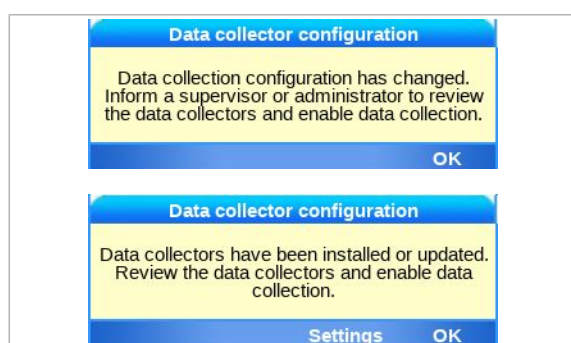 Data collector configuration
Data collection configuration has changed.
Inform a supervisor or administrator to review
the data collectors and enable data collection.
OK
Data collector configuration
Data collectors have been installed or updated.
Review the data collectors and enable data
collection.
Settings OK